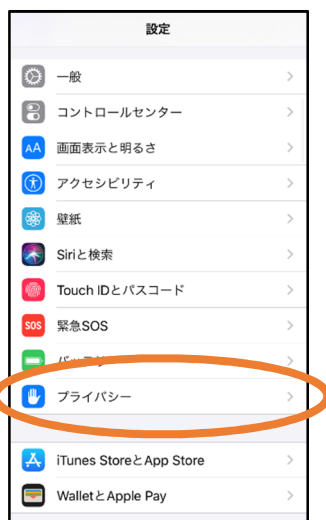 設定
一般
コントロールセンター
AA 画面表示と明るさ
アクセシビリティ
壁紙
Siriと検索
Touch IDとパスコード
SOS 緊急SOS
プライバシー
iTunes StoreとApp Store
WalletとApple Pay